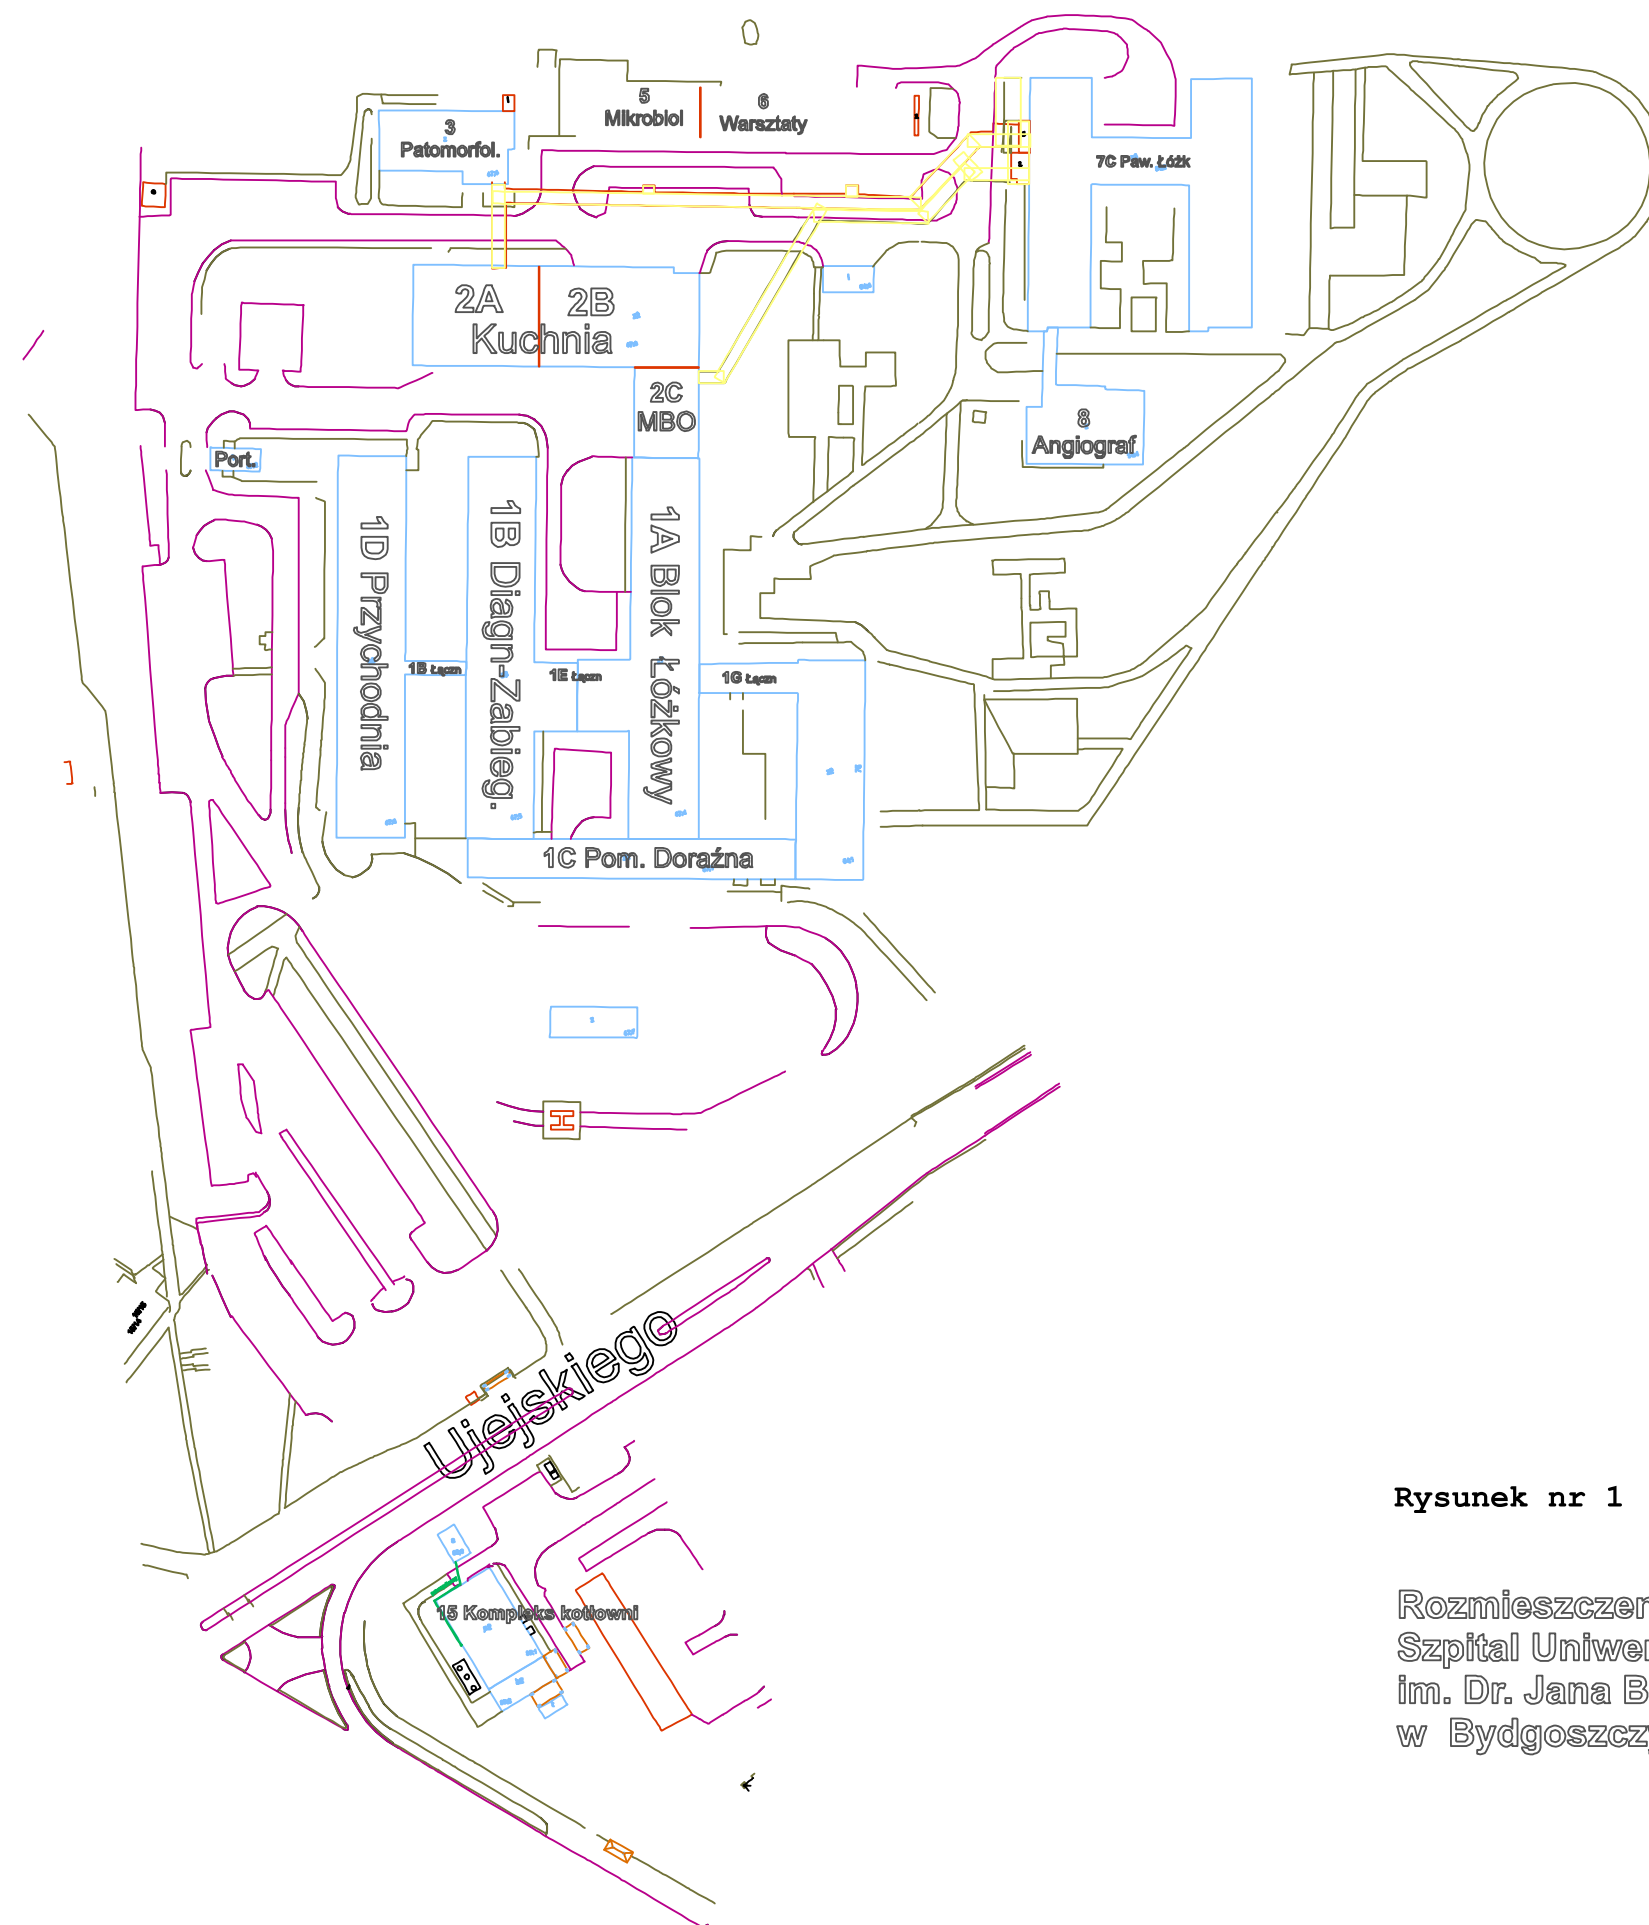 5
Mikrobiol
6
Warsztaty
3
Patomorfol.
7C Paw. Łóżk
2A
2B
Kuchnia
2C
MBO
8
Angiograf
Port.
1D Przychodnia
1B Diagn-Zabieg.
1A Blok Łóżkowy
1B Łączn
1E Łączn
1G Łączn
1C Pom. Doraźna
H
Ujejskiego
15 Kompleks kotłowni
Rysunek nr 1
Rozmieszczen
Szpital Uniwer
im. Dr. Jana B
w Bydgoszczy